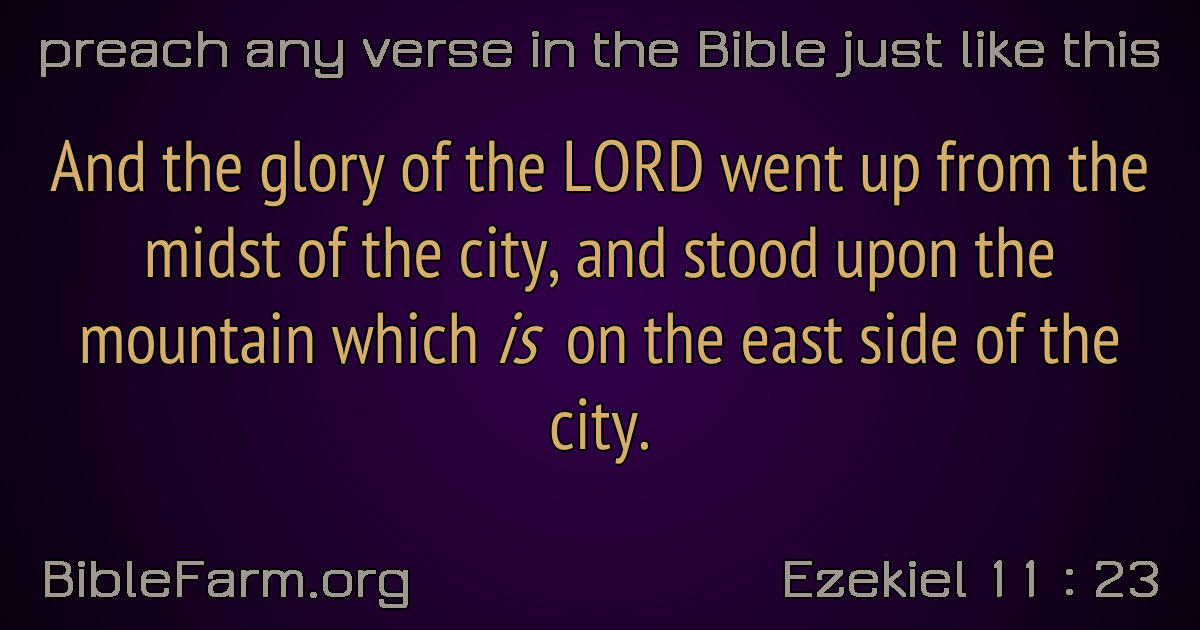 preach any verse in the Bible just like this
And the glory of the LORD went up from the
midst of the city, and stood upon the
mountain which is on the east side of the
city.
BibleFarm.org
Ezekiel 11 : 23